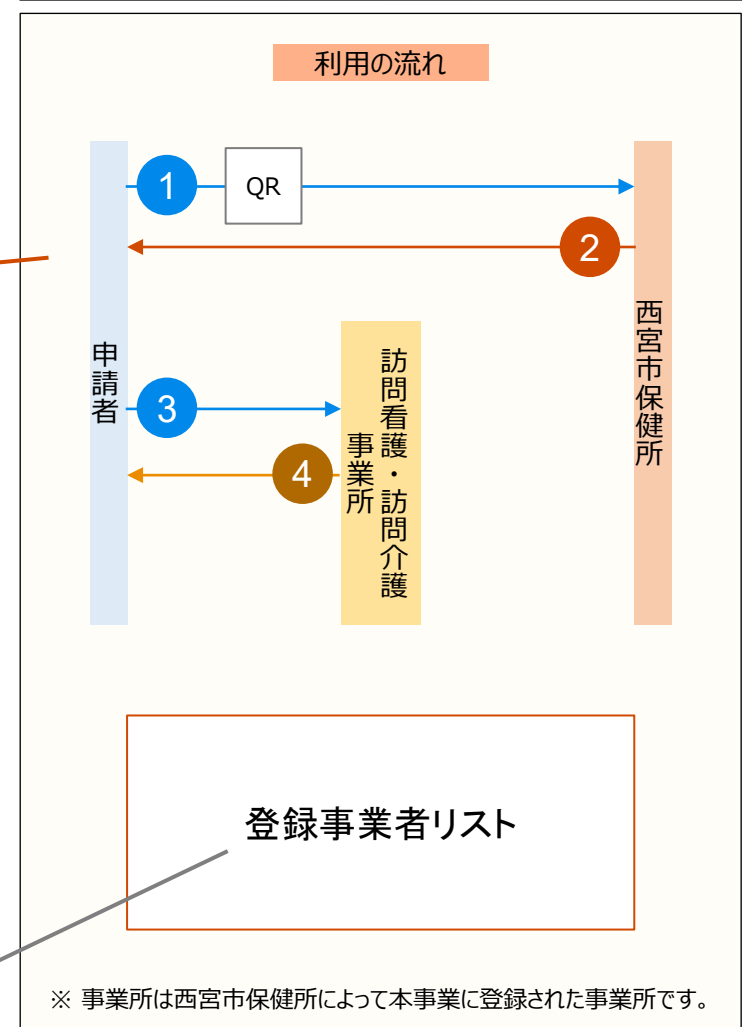 利用の流れ
1
QR
2
申請者
3
4
訪問看護・訪問介護
事業所
西宮市保健所
登録事業者リスト
※ 事業所は西宮市保健所によって本事業に登録された事業所です。